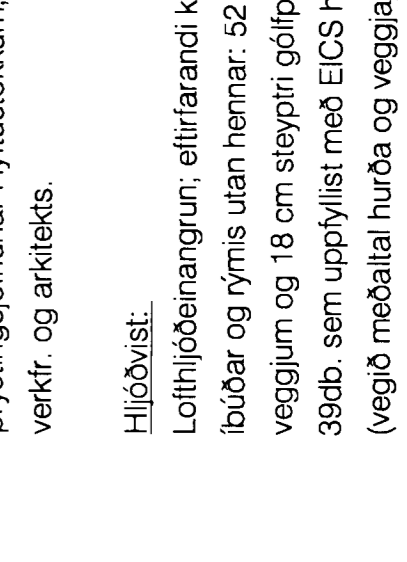 verkfr. og arkitekts.
Hljóðvist:
Lofthljóðeinangrun; eftirfarandi k
íbúðar og rýmis utan hennar: 52
veggjum og 18 cm steyptri gólfp
39db. sem uppfyllist með EICS h
(vegið meðaltal hurða og veggja